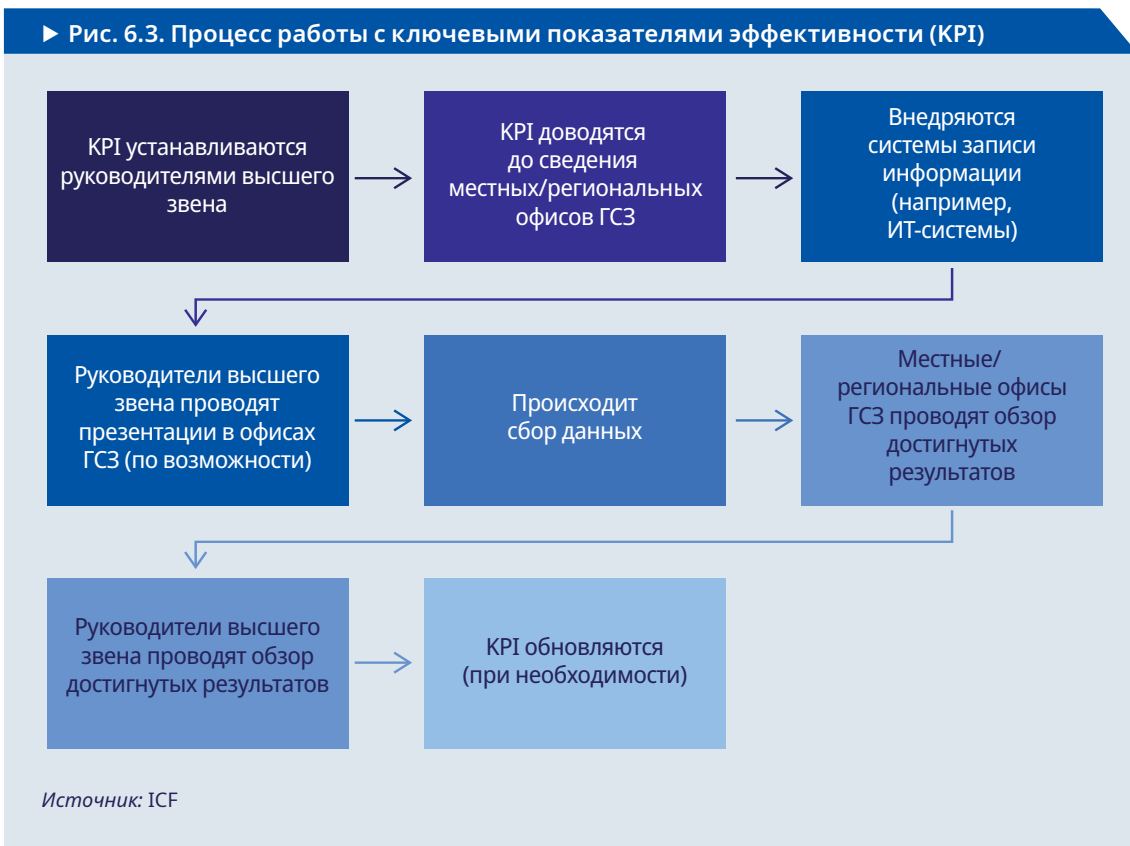 ▶ Рис. 6.3. Процесс работы с ключевыми показателями эффективности (KPI)
KPI устанавливаются
руководителями высшего
звена
KPI доводятся
до сведения
местных/региональных
офисов ГСЗ
Внедряются
системы записи
информации
(например,
ИТ-системы)
Руководители высшего
звена проводят
презентации в офисах
ГСЗ (по возможности)
Происходит
сбор данных
Местные/
региональные офисы
ГСЗ проводят обзор
достигнутых
результатов
Руководители высшего
звена проводят обзор
достигнутых результатов
KPI обновляются
(при необходимости)
Источник: ICF